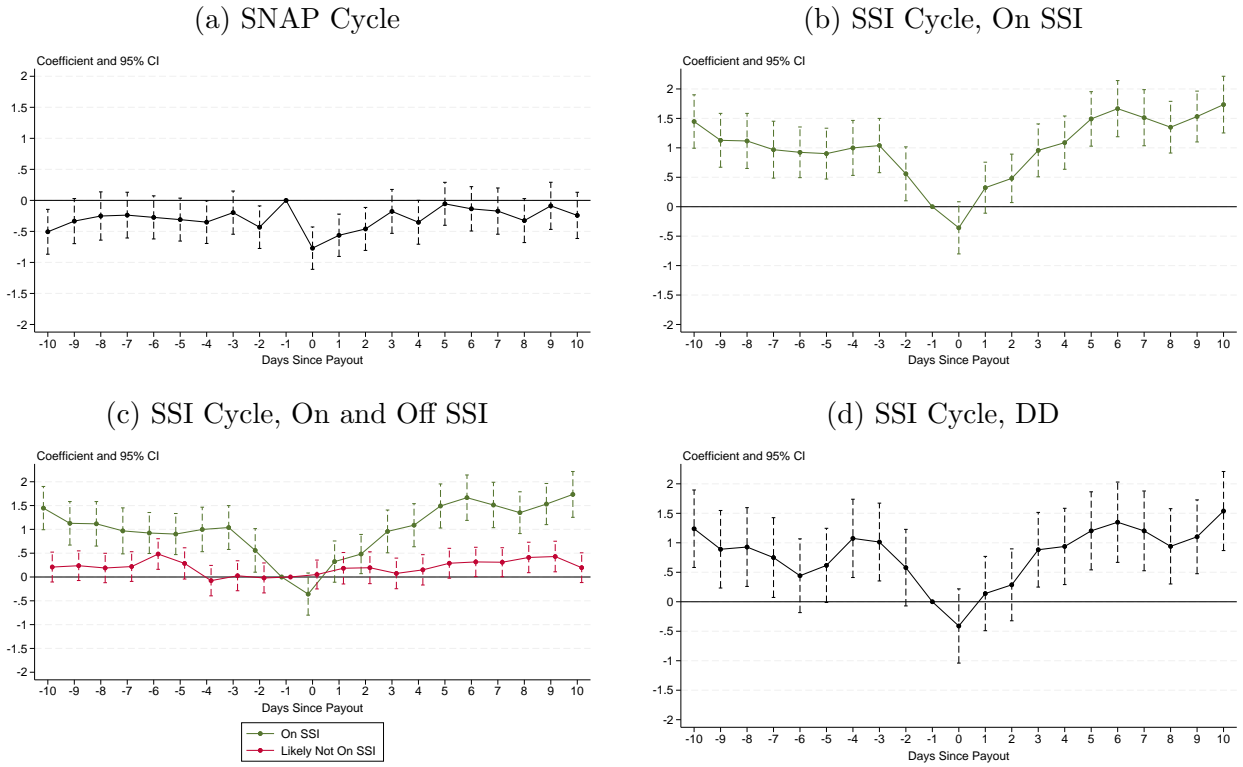 (a) SNAP Cycle
Coefficient and 95% CI
2
1.5
1
.5
0
-.5
-1
-1.5
-2
-10 -9 -8 -7 -6 -5 -4 -3 -2 -1 0 1 2 3 4 5 6 7 8 9 10
Days Since Payout
(b) SSI Cycle, On SSI
Coefficient and 95% CI
2
1.5
1
.5
0
-.5
-1
-1.5
-2
-10 -9 -8 -7 -6 -5 -4 -3 -2 -1 0 1 2 3 4 5 6 7 8 9 10
Days Since Payout
(c) SSI Cycle, On and Off SSI
Coefficient and 95% CI
2
1.5
1
.5
0
-.5
-1
-1.5
-2
-10 -9 -8 -7 -6 -5 -4 -3 -2 -1 0 1 2 3 4 5 6 7 8 9 10
Days Since Payout
On SSI
Likely Not On SSI
(d) SSI Cycle, DD
Coefficient and 95% CI
2
1.5
1
.5
0
-.5
-1
-1.5
-2
-10 -9 -8 -7 -6 -5 -4 -3 -2 -1 0 1 2 3 4 5 6 7 8 9 10
Days Since Payout